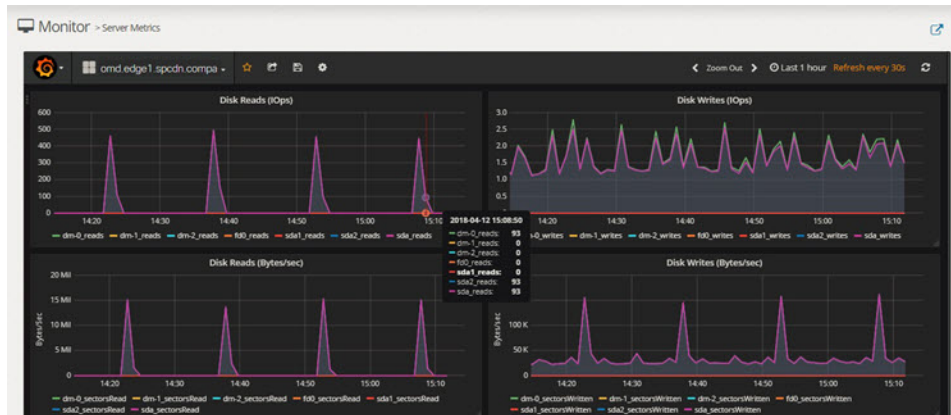 Monitor > Server Metrics
omd.edge1.spcdn.compa
Zoom Out Last 1 hour Refresh every 30s
Disk Reads (IOps)
600
500
400
300
200
100
0
14:20 14:30 14:40 14:50 15:00 15:10
dm-0_reads dm-1_reads dm-2_reads fd0_reads sda1_reads sda2_reads sda_reads
Disk Writes (IOps)
3.0
2.5
2.0
1.5
1.0
0.5
14:20 14:30 14:40 14:50 15:00 15:10
-0_writes dm-1_writes dm-2_writes fd0_writes sda1_writes sda2_writes sda_writes
2018-04-12 15:08:50
dm-0_reads: 93
dm-1_reads: 0
dm-2_reads: 0
fd0_reads: 0
sda1_reads: 0
sda2_reads: 93
sda_reads: 93
Disk Reads (Bytes/sec)
Bytes/Sec
20 Mil
15 Mil
10 Mil
5 Mil
0
14:20 14:30 14:40 14:50 15:00 15:10
dm-0_sectorsRead dm-1_sectorsRead dm-2_sectorsRead fd0_sectorsRead sda1_sectorsRead
sda2_sectorsRead sda_sectorsRead
Disk Writes (Bytes/sec)
Bytes/Sec
100 K
50 K
0
14:20 14:30 14:40 14:50 15:00 15:10
dm-0_sectorsWritten dm-1_sectorsWritten dm-2_sectorsWritten fd0_sectorsWritten
sda1_sectorsWritten sda2_sectorsWritten sda_sectorsWritten